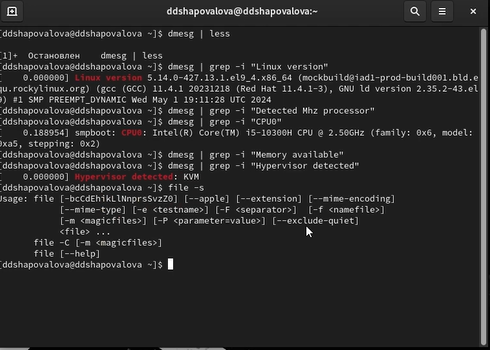 ddshapovalova@ddshapovalova:~
[ddshapovalova@ddshapovalova ~]$ dmesg | less
[1]+  Остановлен    dmesg | less
[ddshapovalova@ddshapovalova ~]$ dmesg | grep -i "Linux version"
[    0.000000] Linux version 5.14.0-427.13.1.el9_4.x86_64 (mockbuild@iad1-prod-build001.bld.e
qu.rockylinux.org) (gcc (GCC) 11.4.1 20231218 (Red Hat 11.4.1-3), GNU ld version 2.35.2-43.el
9) #1 SMP PREEMPT_DYNAMIC Wed May 1 19:11:28 UTC 2024
[ddshapovalova@ddshapovalova ~]$ dmesg | grep -i "Detected Mhz processor"
[ddshapovalova@ddshapovalova ~]$ dmesg | grep -i "CPU0"
[    0.188954] smpboot: CPU0: Intel(R) Core(TM) i5-10300H CPU @ 2.50GHz (family: 0x6, model:
0xa5, stepping: 0x2)
[ddshapovalova@ddshapovalova ~]$ dmesg | grep -i "Memory available"
[ddshapovalova@ddshapovalova ~]$ dmesg | grep -i "Hypervisor detected"
[    0.000000] Hypervisor detected: KVM
[ddshapovalova@ddshapovalova ~]$ file -s
Usage: file [-bcCdEhikLlNnprsSvzZ0] [--apple] [--extension] [--mime-encoding]
            [--mime-type] [-e <testname>] [-F <separator>]  [-f <namefile>]
            [-m <magicfiles>] [-P <parameter=value>] [--exclude-quiet]
            <file> ...
       file -C [-m <magicfiles>]
       file [--help]
[ddshapovalova@ddshapovalova ~]$